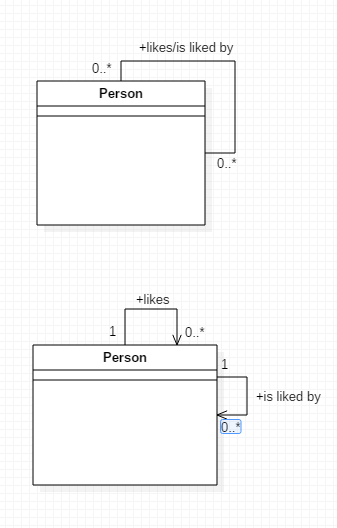 +likes/is liked by
0..*
Person
0..*
+likes
1
0..*
Person
1
+is liked by
0..*